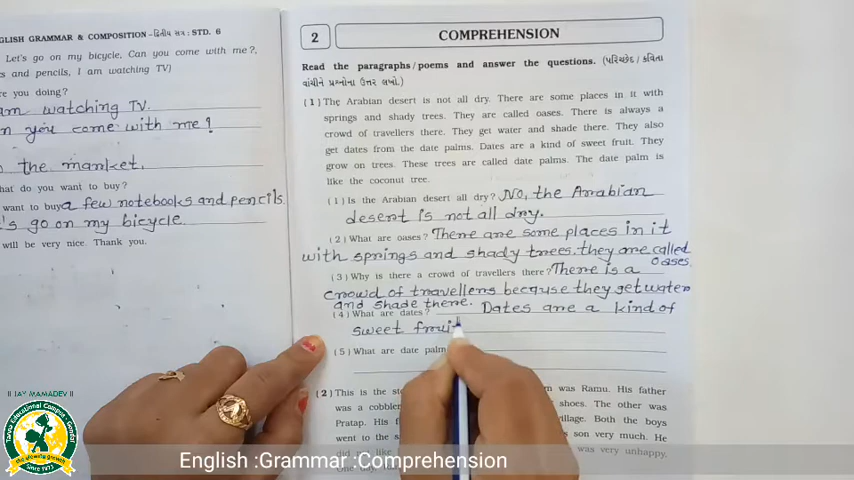 GLISH GRAMMAR & COMPOSITION-દ્વિતીય સત્ર: STD. 6
Let's go on my bicycle. Can you come with me?,
s and pencils, I am watching TV)
are you doing?
am watching TV.
n you come with me?
the market.
hat do you want to buy?
want to buy a few notebooks and pencils.
's go on my bicycle.
will be very nice. Thank you.
2 COMPREHENSION
Read the paragraphs/poems and answer the questions. (પરિચ્છેદ/કવિતા
વાંચીને પ્રશ્નોના ઉત્તર લખો.)
(1) The Arabian desert is not all dry. There are some places in it with
springs and shady trees. They are called oases. There is always a
crowd of travellers there. They get water and shade there. They also
get dates from the date palms. Dates are a kind of sweet fruit. They
grow on trees. These trees are called date palms. The date palm is
like the coconut tree.
(1) Is the Arabian desert all dry? No, the Arabian
desert is not all dry.
(2) What are oases? There are some places in it
with springs and shady trees. they are called
oases.
(3) Why is there a crowd of travellers there? There is a
crowd of travellers because they get water
and shade there.
(4) What are dates? Dates are a kind of
sweet fruit
(5) What are date palm
(2) This is the st n was Ramu. His father
was a cobbler shoes. The other was
Pratap. His f village. Both the boys
went to the s son very much. He
did not like was very unhappy.
One day,
|| JAY MAMADEV ||
Since 1973
English :Grammar :Comprehension